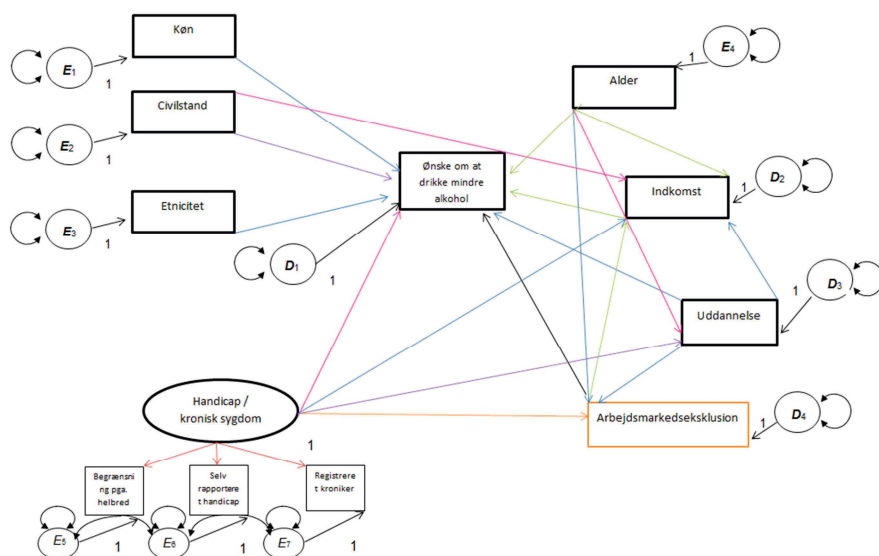 Køn
E1
1
Civilstand
E2
1
Etnicitet
E3
1
Ønske om at
drikke mindre
alkohol
D1
1
Alder
E4
1
Indkomst
D2
1
Uddannelse
D3
1
Arbejdsmarkedseksklusion
D4
1
Handicap /
kronisk sygdom
1
Begrænsni
ng pga.
helbred
Selv
rapportere
t handicap
Registrere
t kroniker
E5
1
E6
1
E7
1